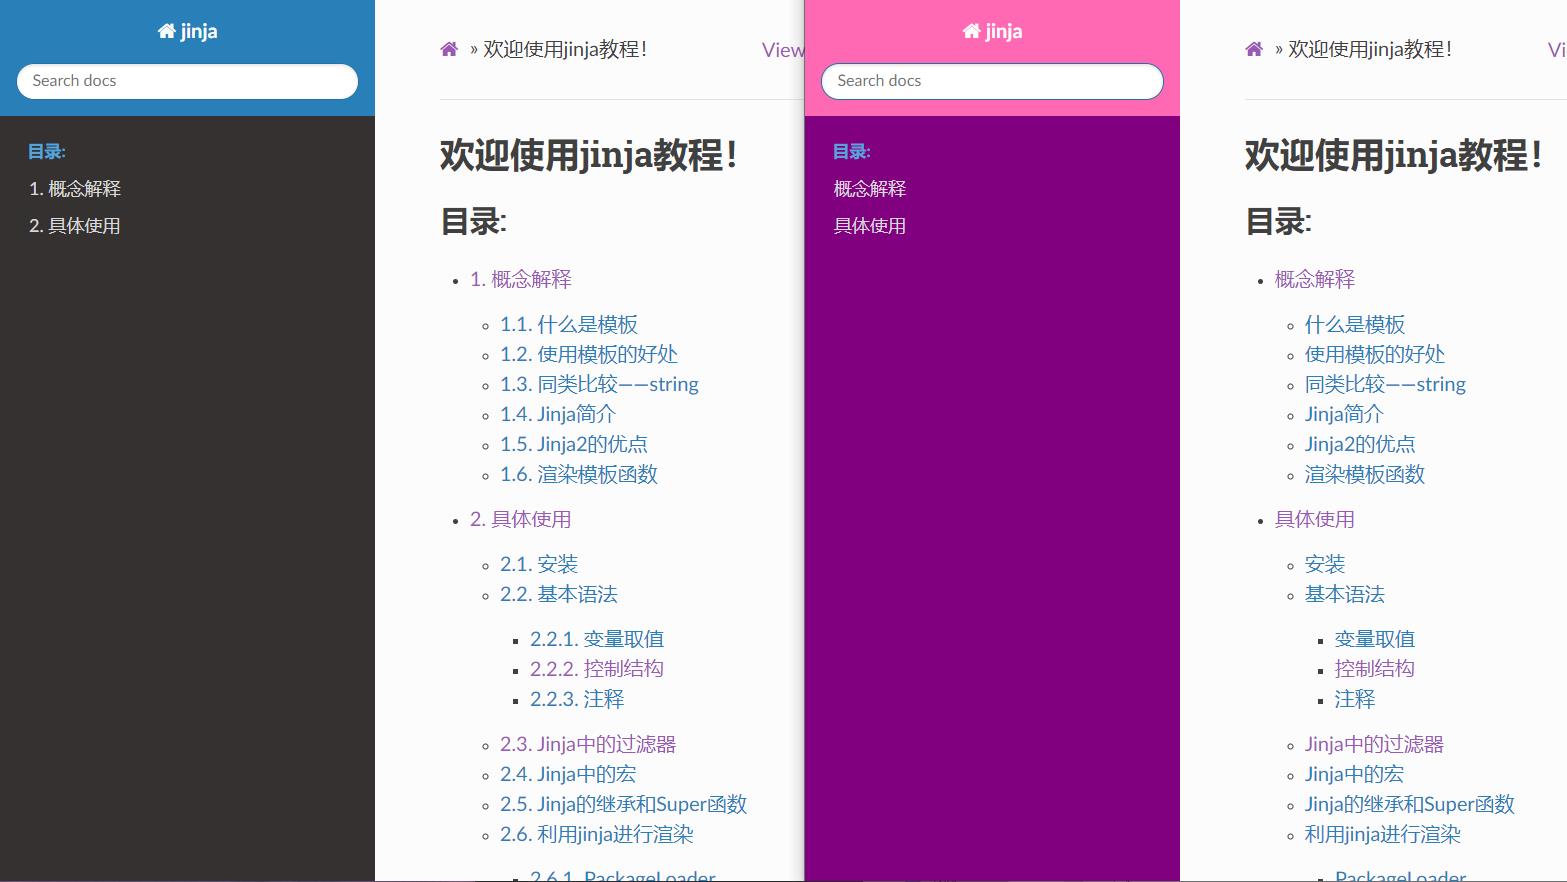 jinja
Search docs
目录:
1. 概念解释
2. 具体使用
» 欢迎使用jinja教程！
View
欢迎使用jinja教程！
目录:
1. 概念解释
1.1. 什么是模板
1.2. 使用模板的好处
1.3. 同类比较——string
1.4. Jinja简介
1.5. Jinja2的优点
1.6. 渲染模板函数
2. 具体使用
2.1. 安装
2.2. 基本语法
2.2.1. 变量取值
2.2.2. 控制结构
2.2.3. 注释
2.3. Jinja中的过滤器
2.4. Jinja中的宏
2.5. Jinja的继承和Super函数
2.6. 利用jinja进行渲染
2.6.1. PackageLoader
jinja
Search docs
目录:
概念解释
具体使用
» 欢迎使用jinja教程！
Vi
欢迎使用jinja教程！
目录:
概念解释
什么是模板
使用模板的好处
同类比较——string
Jinja简介
Jinja2的优点
渲染模板函数
具体使用
安装
基本语法
变量取值
控制结构
注释
Jinja中的过滤器
Jinja中的宏
Jinja的继承和Super函数
利用jinja进行渲染
PackageLoader